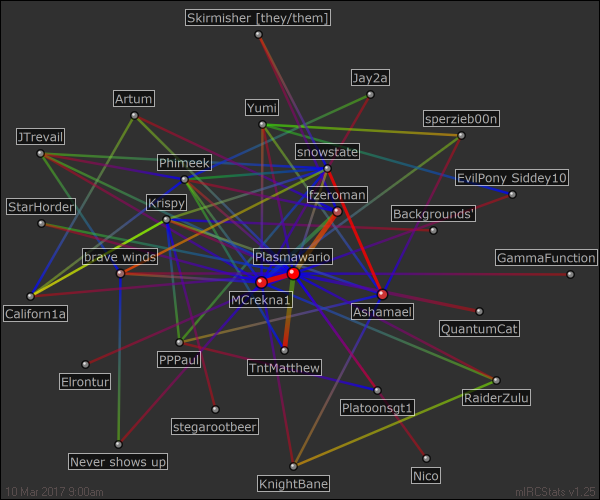 Skirmisher [they/them]
Jay2a
Artum
Yumi
sperzieb00n
JTrevail
snowstate
Phimeek
EvilPony Siddey10
fzeroman
Krispy
StarHorder
Backgrounds'
brave winds
Plasmawario
GammaFunction
MCrekna1
Californ1a
Ashamael
QuantumCat
PPPaul
TntMatthew
Elrontur
RaiderZulu
Platoonsgt1
stegarootbeer
Never shows up
KnightBane
Nico
10 Mar 2017 9:00am
mIRCStats v1.25